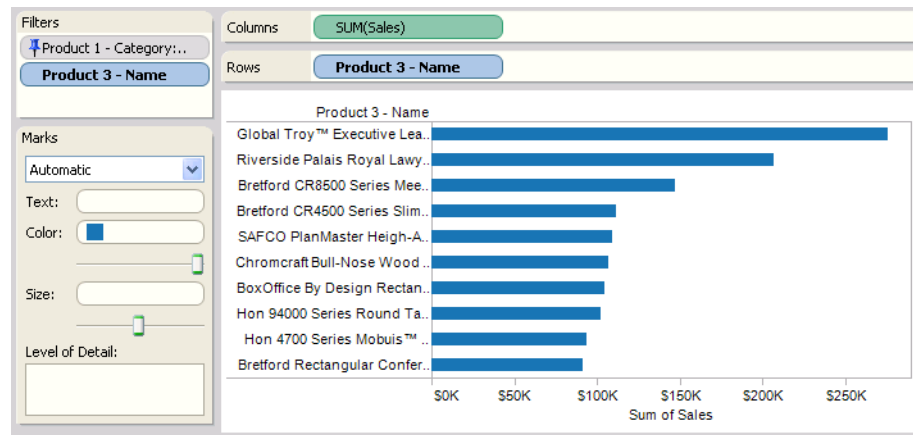 Filters
Product 1 - Category:..
Product 3 - Name
Columns
SUM(Sales)
Rows
Product 3 - Name
Marks
Automatic
Text:
Color:
Size:
Level of Detail:
Product 3 - Name
Global Troy™ Executive Lea..
Riverside Palais Royal Lawy..
Bretford CR8500 Series Mee..
Bretford CR4500 Series Slim..
SAFCO PlanMaster Heigh-A..
Chromcraft Bull-Nose Wood ..
BoxOffice By Design Rectan..
Hon 94000 Series Round Ta..
Hon 4700 Series Mobuis™ ..
Bretford Rectangular Confer..
$0K $50K $100K $150K $200K $250K
Sum of Sales